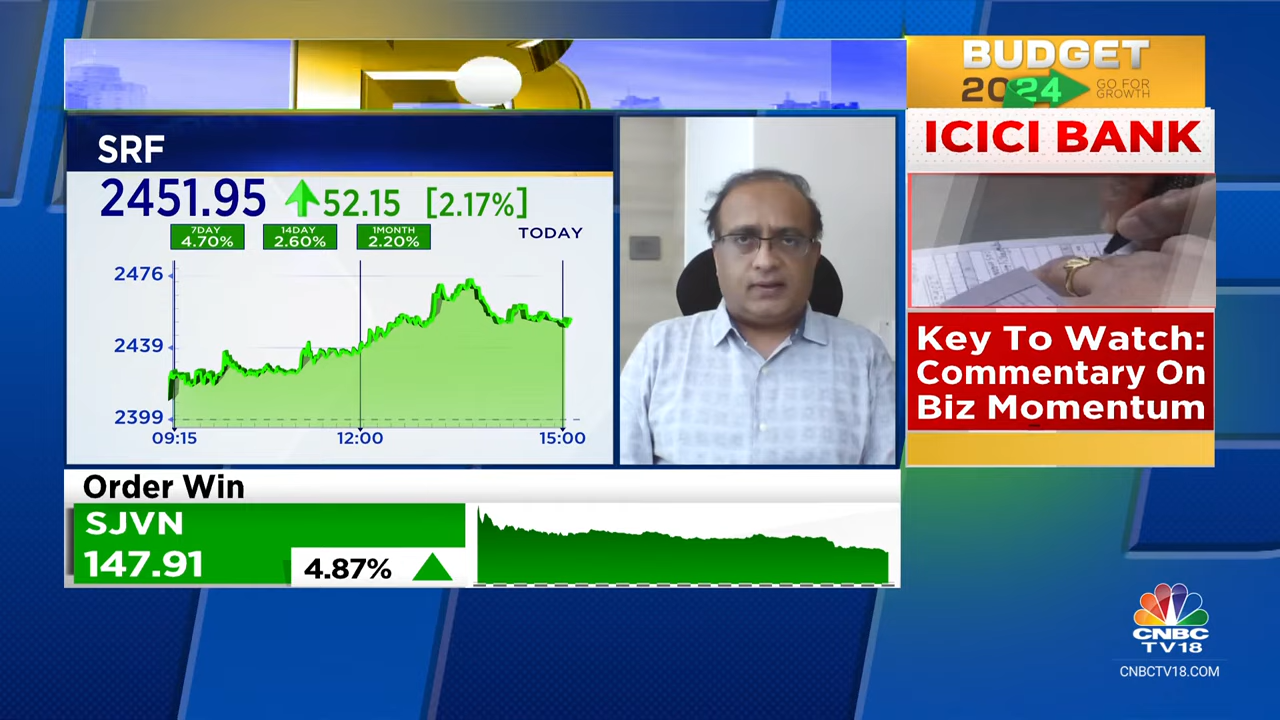 BUDGET
2024
GO FOR
GROWTH
SRF
2451.95 52.15 [2.17%]
7DAY
4.70%
14DAY
2.60%
1MONTH
2.20%
TODAY
2476
2439
2399
09:15 12:00 15:00
ICICI BANK
Key To Watch:
Commentary On
Biz Momentum
Order Win
SJVN
147.91 4.87%
CNBC
TV18
CNBCTV18.COM